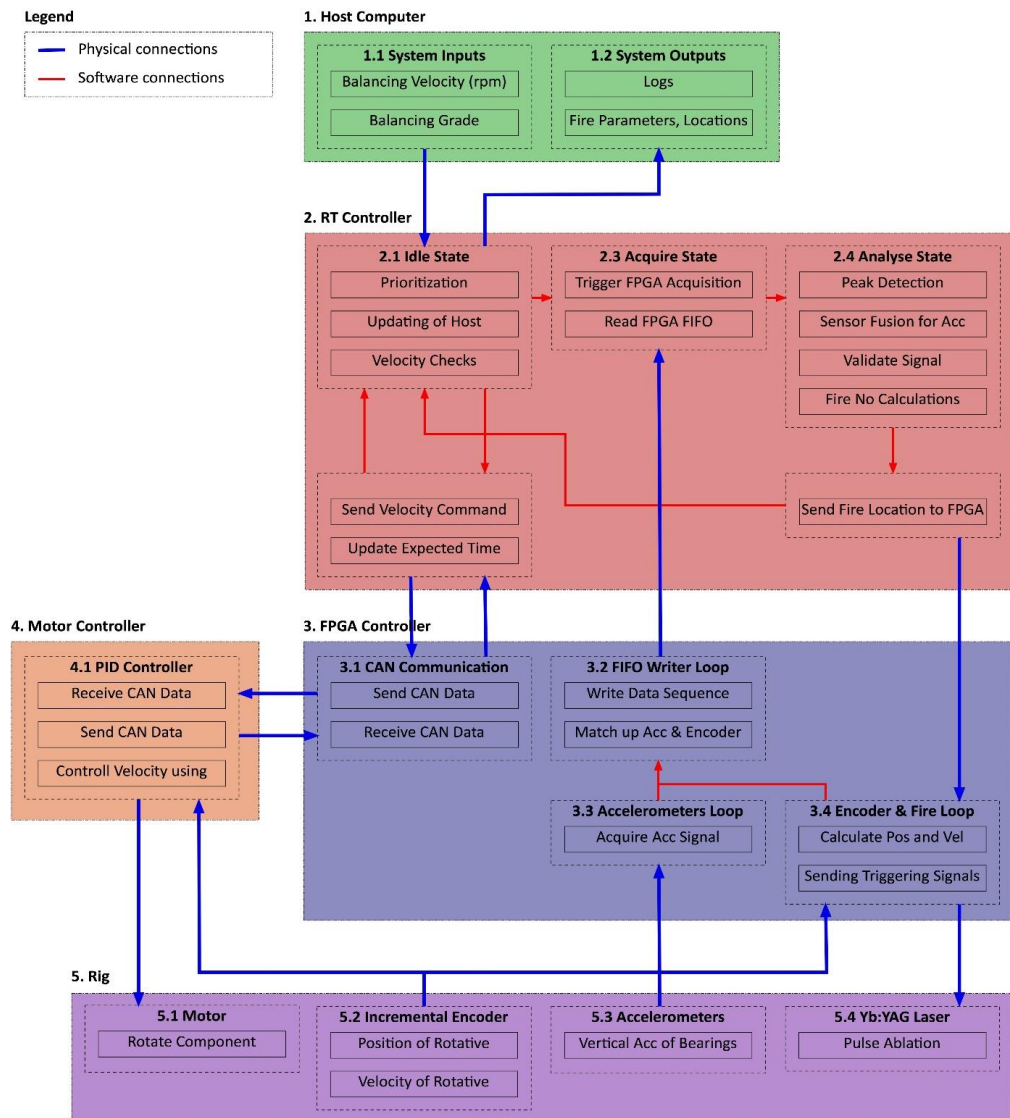 Legend
Physical connections
Software connections
1. Host Computer
1.1 System Inputs
Balancing Velocity (rpm)
Balancing Grade
1.2 System Outputs
Logs
Fire Parameters, Locations
2. RT Controller
2.1 Idle State
Prioritization
Updating of Host
Velocity Checks
2.3 Acquire State
Trigger FPGA Acquisition
Read FPGA FIFO
2.4 Analyse State
Peak Detection
Sensor Fusion for Acc
Validate Signal
Fire No Calculations
Send Velocity Command
Update Expected Time
Send Fire Location to FPGA
4. Motor Controller
4.1 PID Controller
Receive CAN Data
Send CAN Data
Controll Velocity using
3. FPGA Controller
3.1 CAN Communication
Send CAN Data
Receive CAN Data
3.2 FIFO Writer Loop
Write Data Sequence
Match up Acc & Encoder
3.3 Accelerometers Loop
Acquire Acc Signal
3.4 Encoder & Fire Loop
Calculate Pos and Vel
Sending Triggering Signals
5. Rig
5.1 Motor
Rotate Component
5.2 Incremental Encoder
Position of Rotative
Velocity of Rotative
5.3 Accelerometers
Vertical Acc of Bearings
5.4 Yb:YAG Laser
Pulse Ablation